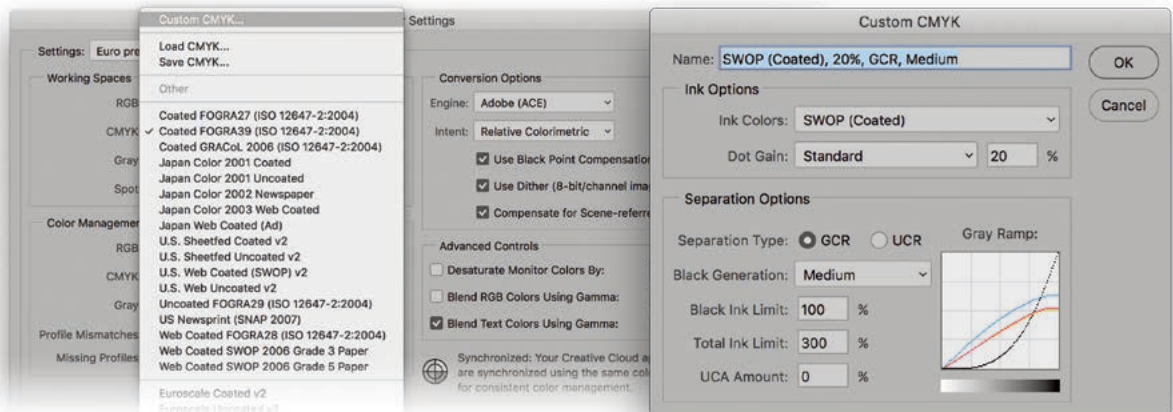 Custom CMYK...
Load CMYK...
Save CMYK...
Other
Coated FOGRA27 (ISO 12647-2:2004)
✓ Coated FOGRA39 (ISO 12647-2:2004)
Coated GRACoL 2006 (ISO 12647-2:2004)
Japan Color 2001 Coated
Japan Color 2001 Uncoated
Japan Color 2002 Newspaper
Japan Color 2003 Web Coated
Japan Web Coated (Ad)
U.S. Sheetfed Coated v2
U.S. Sheetfed Uncoated v2
U.S. Web Coated (SWOP) v2
U.S. Web Uncoated v2
Uncoated FOGRA29 (ISO 12647-2:2004)
US Newsprint (SNAP 2007)
Web Coated FOGRA28 (ISO 12647-2:2004)
Web Coated SWOP 2006 Grade 3 Paper
Web Coated SWOP 2006 Grade 5 Paper
Euroscale Coated v2
Euroscale Uncoated v2
Settings
Settings: Euro pre
Working Spaces
RGB
CMYK
Gray
Spot
Color Managemen
RGB
CMYK
Gray
Profile Mismatches
Missing Profiles
Conversion Options
Engine: Adobe (ACE)
Intent: Relative Colorimetric
Use Black Point Compensation
Use Dither (8-bit/channel ima
Compensate for Scene-referre
Advanced Controls
Desaturate Monitor Colors By:
Blend RGB Colors Using Gamma:
Blend Text Colors Using Gamma:
Synchronized: Your Creative Cloud a
are synchronized using the same col
for consistent color management.
Custom CMYK
Name: SWOP (Coated), 20%, GCR, Medium
OK
Cancel
Ink Options
Ink Colors: SWOP (Coated)
Dot Gain: Standard 20 %
Separation Options
Separation Type: GCR UCR
Gray Ramp:
Black Generation: Medium
Black Ink Limit: 100 %
Total Ink Limit: 300 %
UCA Amount: 0 %